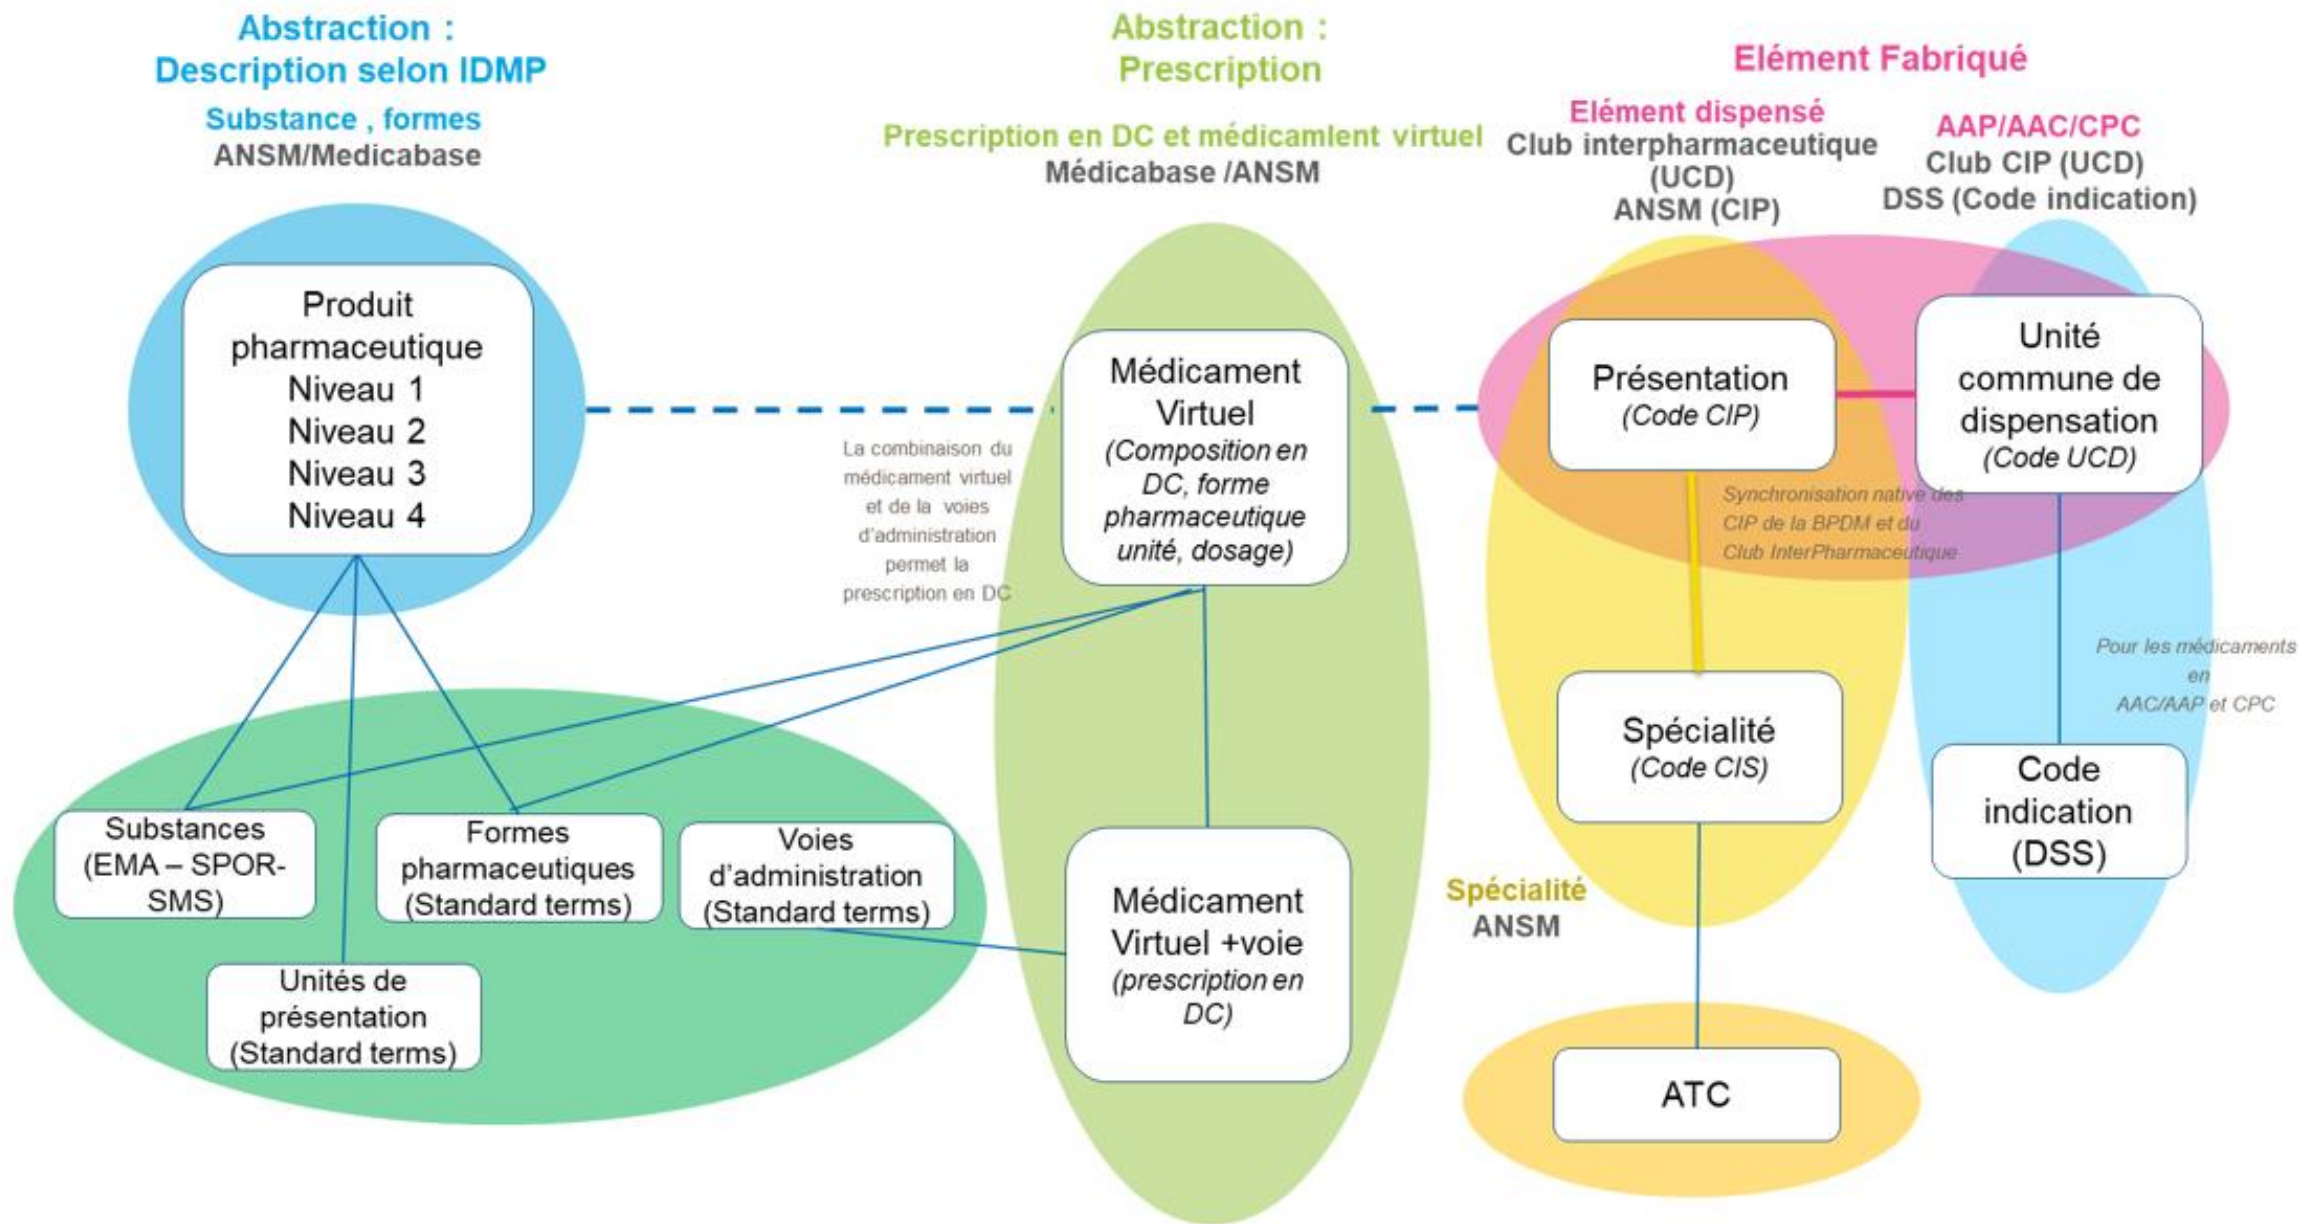 Abstraction :
Description selon IDMP
Substance , formes
ANSM/Medicabase
Abstraction :
Prescription
Prescription en DC et médicamlent virtuel
Médicabase /ANSM
Elément Fabriqué
Elément dispensé
Club interpharmaceutique
(UCD)
ANSM (CIP)
AAP/AAC/CPC
Club CIP (UCD)
DSS (Code indication)
Produit
pharmaceutique
Niveau 1
Niveau 2
Niveau 3
Niveau 4
La combinaison du
médicament virtuel
et de la voies
d'administration
permet la
prescription en DC
Médicament
Virtuel
(Composition en
DC, forme
pharmaceutique
unité, dosage)
Présentation
(Code CIP)
Unité
commune de
dispensation
(Code UCD)
Synchronisation native des
CIP de la BPDM et du
Club InterPharmaceutique
Pour les médicaments
en
AAC/AAP et CPC
Spécialité
(Code CIS)
Code
indication
(DSS)
Substances
(EMA – SPOR-
SMS)
Formes
pharmaceutiques
(Standard terms)
Voies
d'administration
(Standard terms)
Unités de
présentation
(Standard terms)
Médicament
Virtuel +voie
(prescription en
DC)
Spécialité
ANSM
ATC